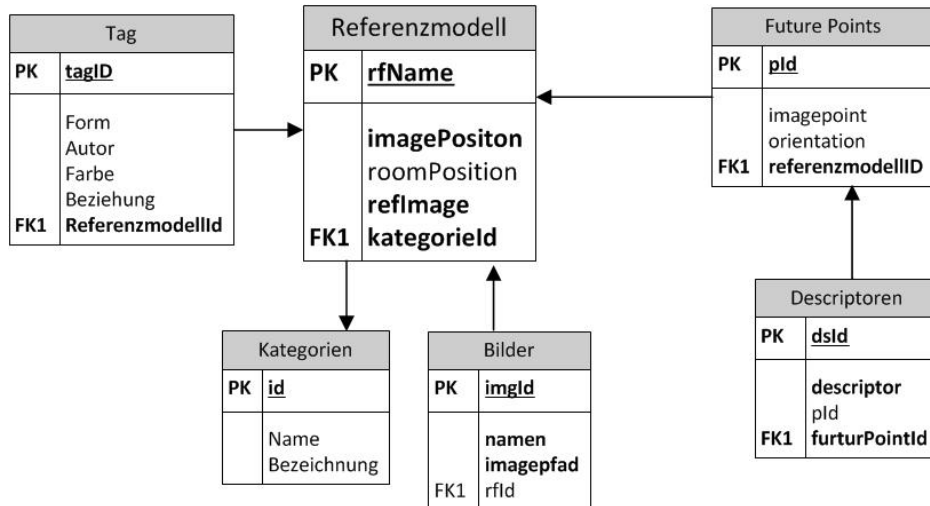 Tag
PK tagID
Form
Autor
Farbe
Beziehung
FK1 ReferenzmodellId
Referenzmodell
PK rfName
imagePositon
roomPosition
refImage
FK1 kategorieId
Future Points
PK pId
imagepoint
orientation
FK1 referenzmodellID
Kategorien
PK id
Name
Bezeichnung
Bilder
PK imgId
namen
imagepfad
FK1 rfId
Descriptoren
PK dsId
descriptor
pId
FK1 furturPointId